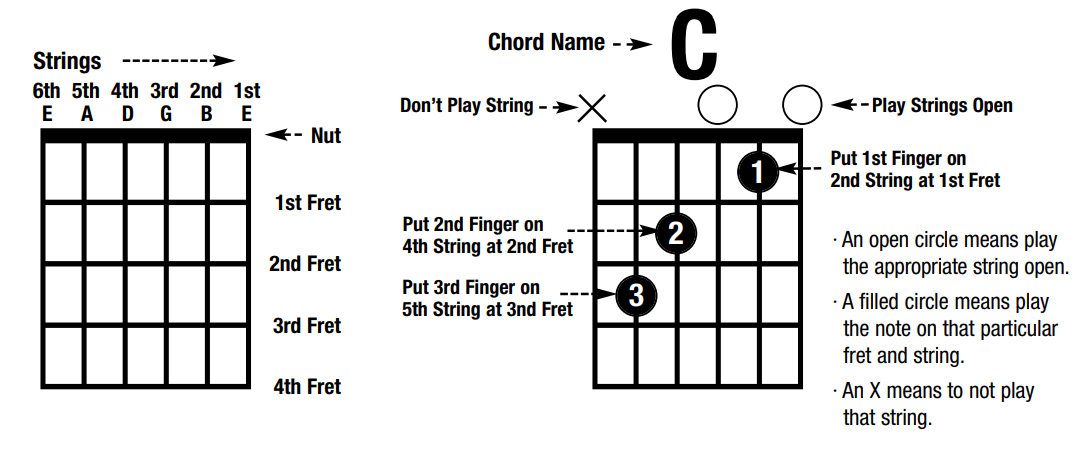 Strings
6th 5th 4th 3rd 2nd 1st
E A D G B E
Nut
1st Fret
2nd Fret
3rd Fret
4th Fret
Chord Name
C
Don't Play String
Play Strings Open
1
Put 1st Finger on
2nd String at 1st Fret
Put 2nd Finger on
4th String at 2nd Fret
2
Put 3rd Finger on
5th String at 3nd Fret
3
· An open circle means play
the appropriate string open.
· A filled circle means play
the note on that particular
fret and string.
· An X means to not play
that string.